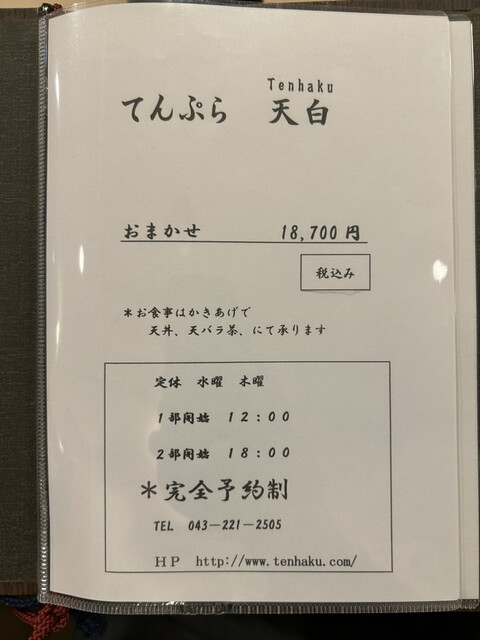 Tenhaku
てんぷら 天白
おまかせ 18,700 円
税込み
＊お食事はかきあげで
天丼、天バラ茶、にて承ります
定休 水曜 木曜
1部開始 12：00
2部開始 18：00
＊完全予約制
TEL 043－221－2505
ＨＰ http://www.tenhaku.com/